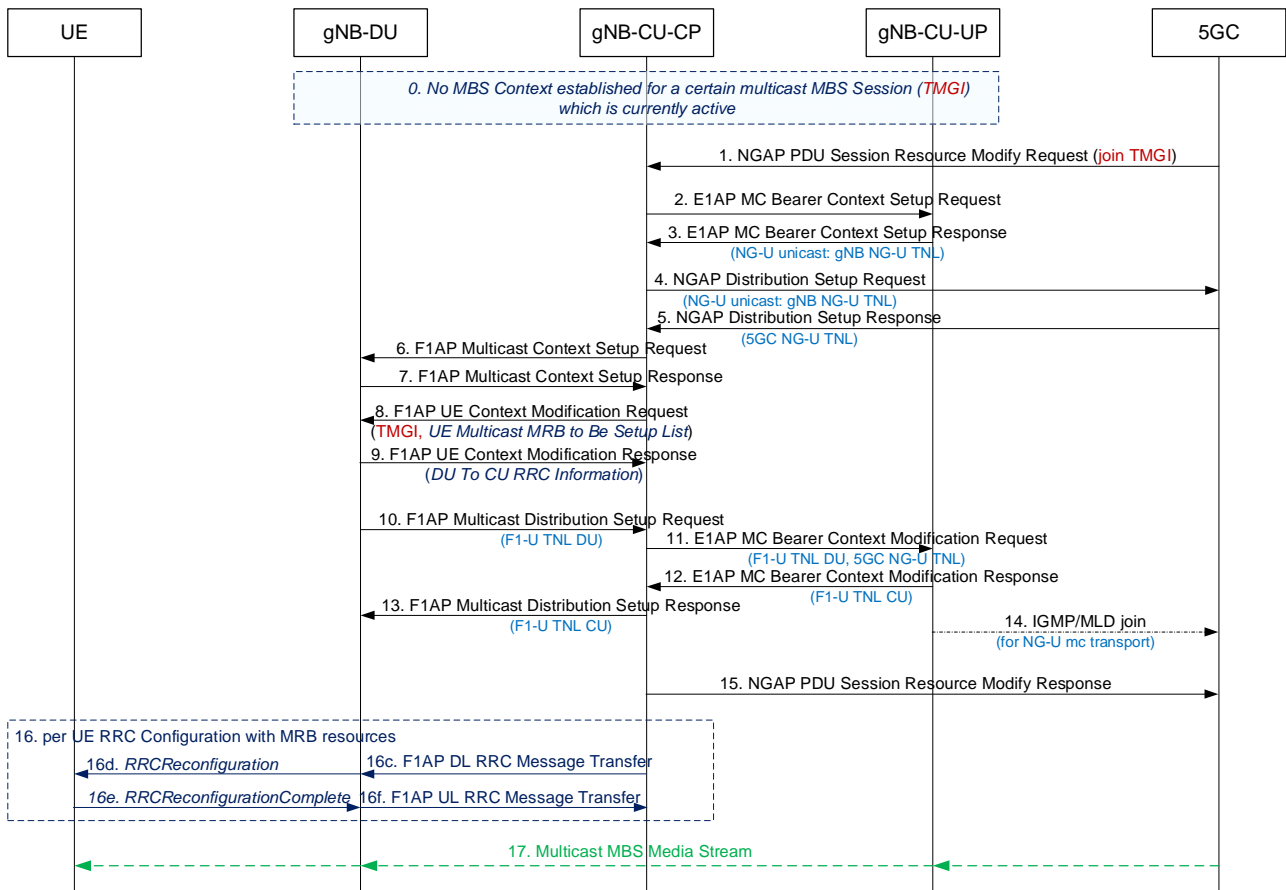 UE
gNB-DU
gNB-CU-CP
gNB-CU-UP
5GC
0. No MBS Context established for a certain multicast MBS Session (TMGI)
which is currently active
1. NGAP PDU Session Resource Modify Request (join TMGI)
2. E1AP MC Bearer Context Setup Request
3. E1AP MC Bearer Context Setup Response
(NG-U unicast: gNB NG-U TNL)
4. NGAP Distribution Setup Request
(NG-U unicast: gNB NG-U TNL)
5. NGAP Distribution Setup Response
(5GC NG-U TNL)
6. F1AP Multicast Context Setup Request
7. F1AP Multicast Context Setup Response
8. F1AP UE Context Modification Request
(TMGI, UE Multicast MRB to Be Setup List)
9. F1AP UE Context Modification Response
(DU To CU RRC Information)
10. F1AP Multicast Distribution Setup Request
(F1-U TNL DU)
11. E1AP MC Bearer Context Modification Request
(F1-U TNL DU, 5GC NG-U TNL)
12. E1AP MC Bearer Context Modification Response
(F1-U TNL CU)
13. F1AP Multicast Distribution Setup Response
(F1-U TNL CU)
14. IGMP/MLD join
(for NG-U mc transport)
15. NGAP PDU Session Resource Modify Response
16. per UE RRC Configuration with MRB resources
16d. RRCReconfiguration
16c. F1AP DL RRC Message Transfer
16e. RRCReconfigurationComplete
16f. F1AP UL RRC Message Transfer
17. Multicast MBS Media Stream